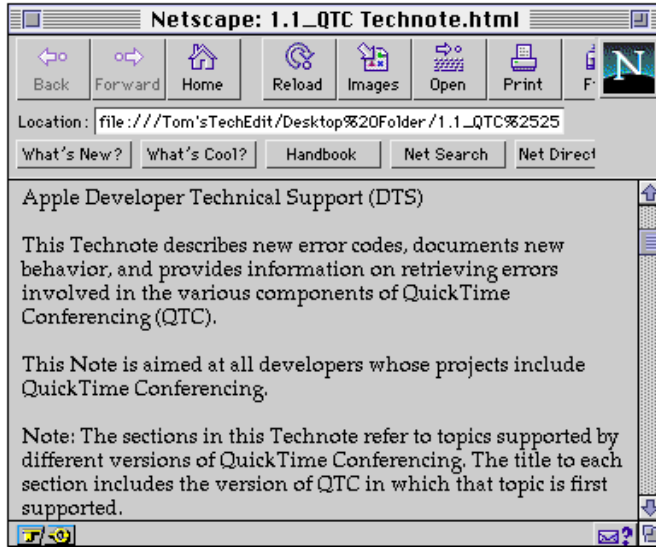 Netscape: 1.1_QTC Technote.html
Back Forward Home Reload Images Open Print F
N
Location: file:///Tom'sTechEdit/Desktop%20Folder/1.1_QTC%2525
What's New? What's Cool? Handbook Net Search Net Direct
Apple Developer Technical Support (DTS)
This Technote describes new error codes, documents new
behavior, and provides information on retrieving errors
involved in the various components of QuickTime
Conferencing (QTC).
This Note is aimed at all developers whose projects include
QuickTime Conferencing.
Note: The sections in this Technote refer to topics supported by
different versions of QuickTime Conferencing. The title to each
section includes the version of QTC in which that topic is first
supported.
?